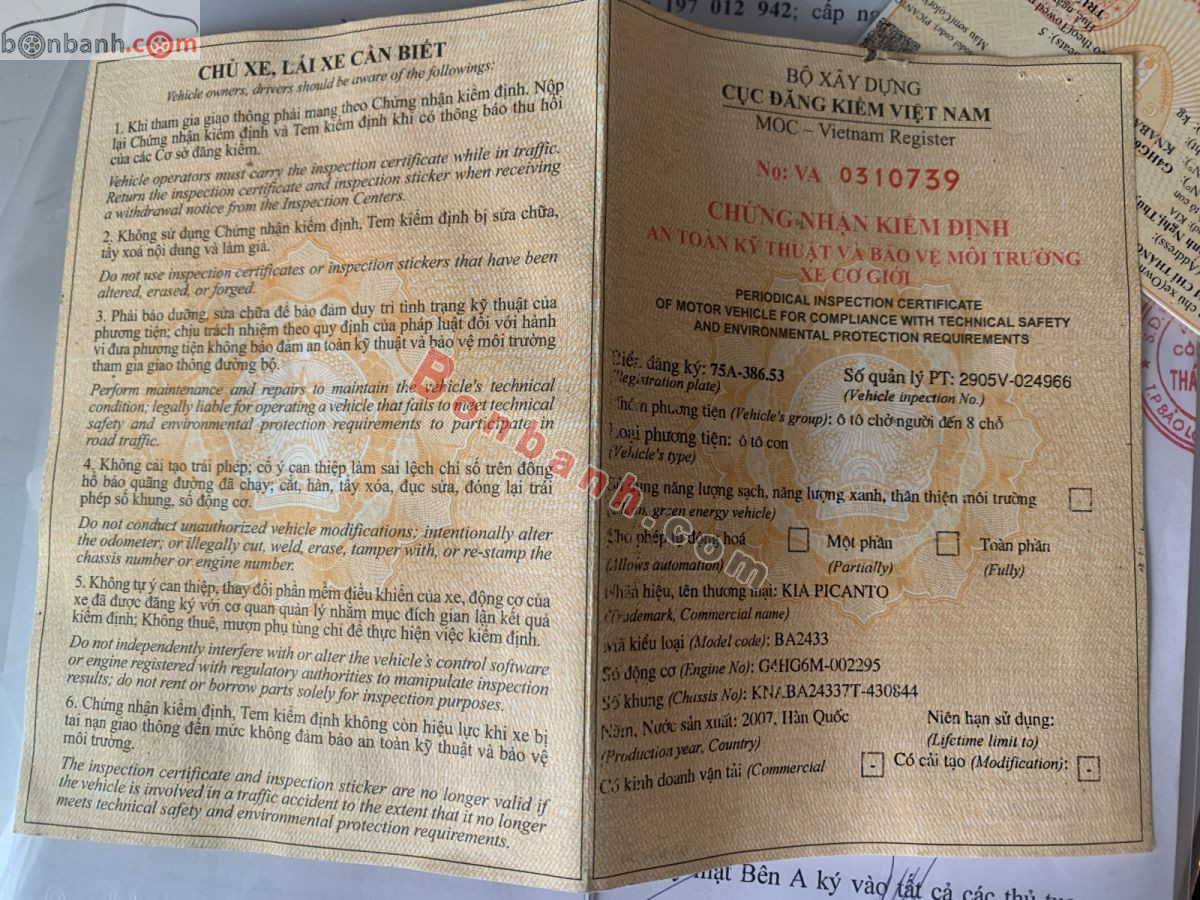 bonbanh.com
CHỦ XE, LÁI XE CẦN BIẾT
Vehicle owners, drivers should be aware of the followings:
1. Khi tham gia giao thông phải mang theo Chứng nhận kiểm định. Nộp
lại Chứng nhận kiểm định và Tem kiểm định khi có thông báo thu hồi
của các Cơ sở đăng kiểm.
Vehicle operators must carry the inspection certificate while in traffic.
Return the inspection certificate and inspection sticker when receiving
a withdrawal notice from the Inspection Centers.
2. Không sử dụng Chứng nhận kiểm định, Tem kiểm định bị sửa chữa,
tẩy xoá nội dung và làm giả.
Do not use inspection certificates or inspection stickers that have been
altered, erased, or forged.
3. Phải bảo dưỡng, sửa chữa để bảo đảm duy trì tình trạng kỹ thuật của
phương tiện; chịu trách nhiệm theo quy định của pháp luật đối với hành
vi đưa phương tiện không bảo đảm an toàn kỹ thuật và bảo vệ môi trường
tham gia giao thông đường bộ.
Perform maintenance and repairs to maintain the vehicle's technical
condition; legally liable for operating a vehicle that fails to meet technical
safety and environmental protection requirements to participate in
road traffic.
4. Không cải tạo trái phép; cố ý can thiệp làm sai lệch chỉ số trên đồng
hồ báo quãng đường đã chạy; cắt, hàn, tẩy xóa, đục sửa, đóng lại trái
phép số khung, số động cơ.
Do not conduct unauthorized vehicle modifications; intentionally alter
the odometer; or illegally cut, weld, erase, tamper with, or re-stamp the
chassis number or engine number.
5. Không tự ý can thiệp, thay đổi phần mềm điều khiển của xe, động cơ của
xe đã được đăng ký với cơ quan quản lý nhằm mục đích gian lận kết quả
kiểm định; Không thuê, mượn phụ tùng chỉ để thực hiện việc kiểm định.
Do not independently interfere with or alter the vehicle's control software
or engine registered with regulatory authorities to manipulate inspection
results; do not rent or borrow parts solely for inspection purposes.
6. Chứng nhận kiểm định, Tem kiểm định không còn hiệu lực khi xe bị
tai nạn giao thông đến mức không đảm bảo an toàn kỹ thuật và bảo vệ
môi trường.
The inspection certificate and inspection sticker are no longer valid if
the vehicle is involved in a traffic accident to the extent that it no longer
meets technical safety and environmental protection requirements.
197 012 942; cấp
BỘ XÂY DỰNG
CỤC ĐĂNG KIỂM VIỆT NAM
MOC – Vietnam Register
No: VA 0310739
CHỨNG NHẬN KIỂM ĐỊNH
AN TOÀN KỸ THUẬT VÀ BẢO VỆ MÔI TRƯỜNG
XE CƠ GIỚI
PERIODICAL INSPECTION CERTIFICATE
OF MOTOR VEHICLE FOR COMPLIANCE WITH TECHNICAL SAFETY
AND ENVIRONMENTAL PROTECTION REQUIREMENTS
Biển đăng ký: 75A-386.53 Số quản lý PT: 2905V-024966
(Registration plate) (Vehicle inspection No.)
phương tiện (Vehicle's group): ô tô chở người đến 8 chỗ
Loại phương tiện: ô tô con
(Vehicle's type)
năng lượng sạch, năng lượng xanh, thân thiện môi trường
green energy vehicle)
Cho phép tự động hoá Một phần Toàn phần
(Allows automation) (Partially) (Fully)
Nhãn hiệu, tên thương mại: KIA PICANTO
(Trademark, Commercial name)
Mã kiểu loại (Model code): BA2433
Số động cơ (Engine No): G4HG6M-002295
Số khung (Chassis No): KNABA24337T-430844
Năm, Nước sản xuất: 2007, Hàn Quốc Niên hạn sử dụng:
(Production year, Country) (Lifetime limit to)
Có kinh doanh vận tải (Commercial - Có cải tạo (Modification): -
Bonbanh.com
Bên A ký vào tất cả các thủ